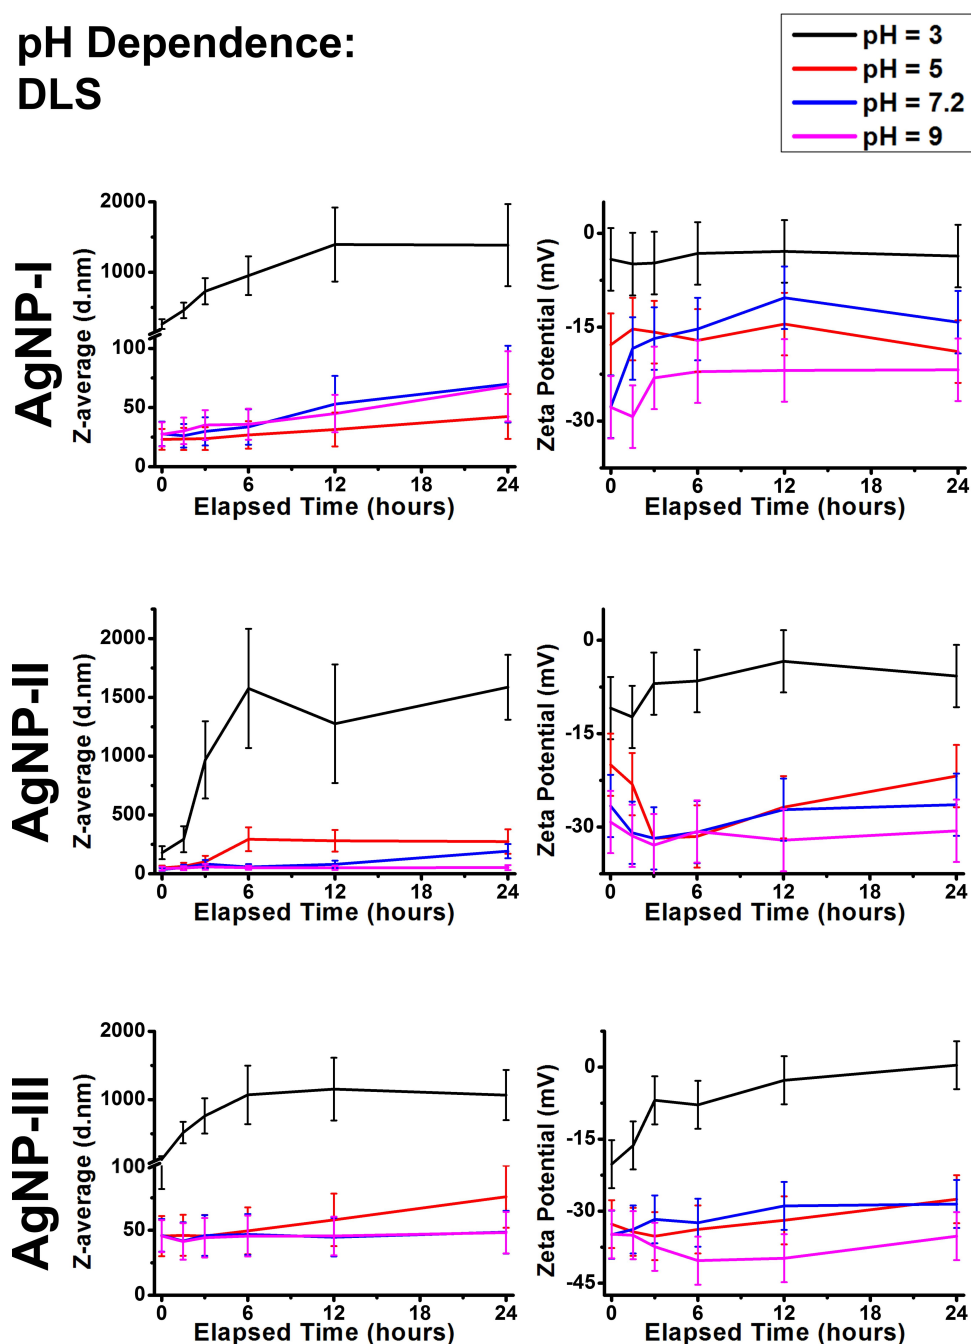 pH Dependence:
DLS
pH = 3
pH = 5
pH = 7.2
pH = 9
AgNP-I
Z-average (d.nm)
2000
1000
100
50
0
0 6 12 18 24
Elapsed Time (hours)
Zeta Potential (mV)
0
-15
-30
0 6 12 18 24
Elapsed Time (hours)
AgNP-II
Z-average (d.nm)
2000
1500
1000
500
0
0 6 12 18 24
Elapsed Time (hours)
Zeta Potential (mV)
0
-15
-30
0 6 12 18 24
Elapsed Time (hours)
AgNP-III
Z-average (d.nm)
2000
1000
100
50
0
0 6 12 18 24
Elapsed Time (hours)
Zeta Potential (mV)
0
-15
-30
-45
0 6 12 18 24
Elapsed Time (hours)